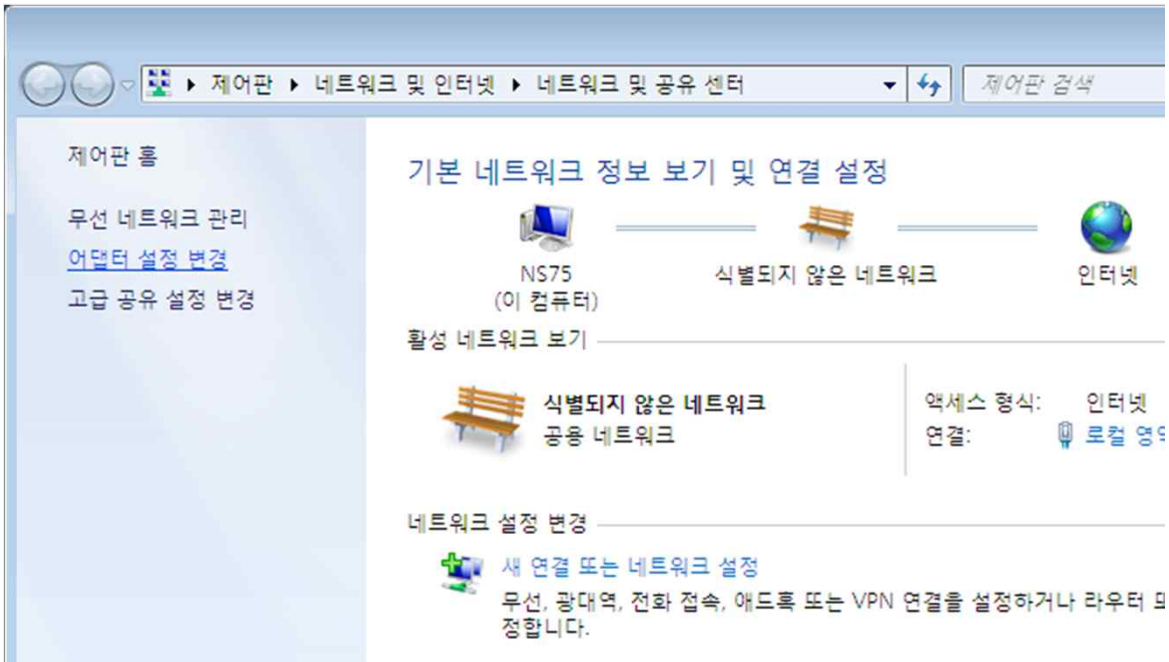 제어판 ▸ 네트워크 및 인터넷 ▸ 네트워크 및 공유 센터
제어판 검색
제어판 홈
무선 네트워크 관리
어댑터 설정 변경
고급 공유 설정 변경
기본 네트워크 정보 보기 및 연결 설정
NS75
(이 컴퓨터)
식별되지 않은 네트워크
인터넷
활성 네트워크 보기
식별되지 않은 네트워크
공용 네트워크
액세스 형식: 인터넷
연결: 로컬
네트워크 설정 변경
새 연결 또는 네트워크 설정
무선, 광대역, 전화 접속, 애드혹 또는 VPN 연결을 설정하거나 라우터
정합니다.